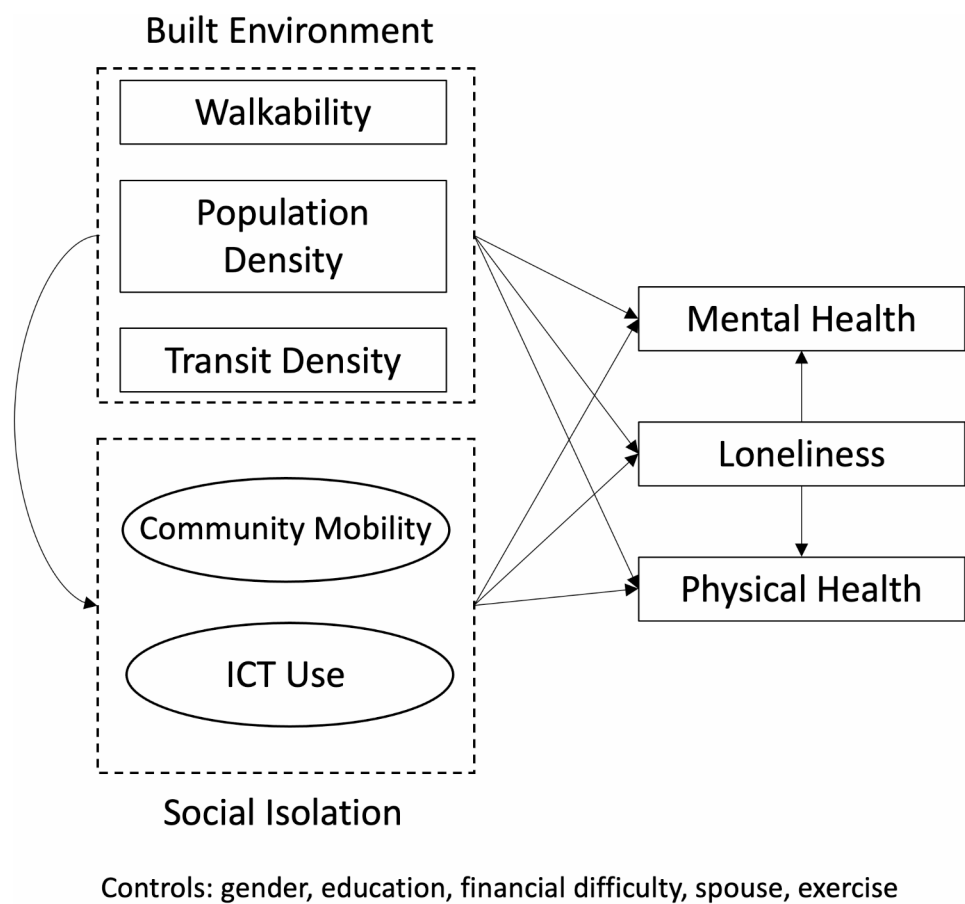 Built Environment
Walkability
Population
Density
Transit Density
Community Mobility
ICT Use
Social Isolation
Mental Health
Loneliness
Physical Health
Controls: gender, education, financial difficulty, spouse, exercise